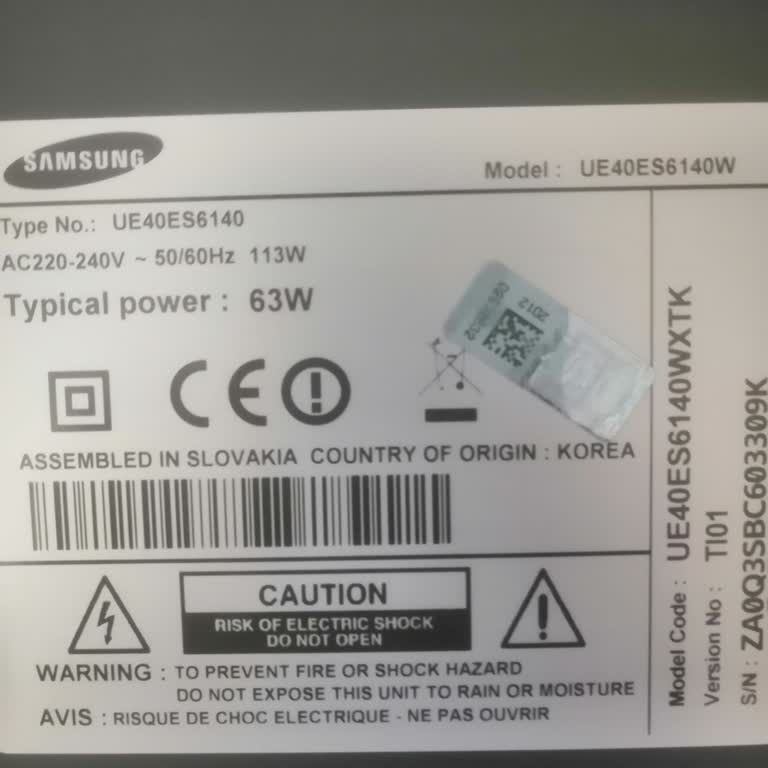 SAMSUNG
Model : UE40ES6140W
Type No.: UE40ES6140
AC220-240V ~ 50/60Hz 113W
Typical power : 63W
2012
CE
ASSEMBLED IN SLOVAKIA COUNTRY OF ORIGIN : KOREA
CAUTION
RISK OF ELECTRIC SHOCK
DO NOT OPEN
WARNING : TO PREVENT FIRE OR SHOCK HAZARD
DO NOT EXPOSE THIS UNIT TO RAIN OR MOISTURE
AVIS : RISQUE DE CHOC ELECTRIQUE - NE PAS OUVRIR
Model Code : UE40ES6140WXTK
Version No : TI01
S/N : ZA0Q3SBC603309K